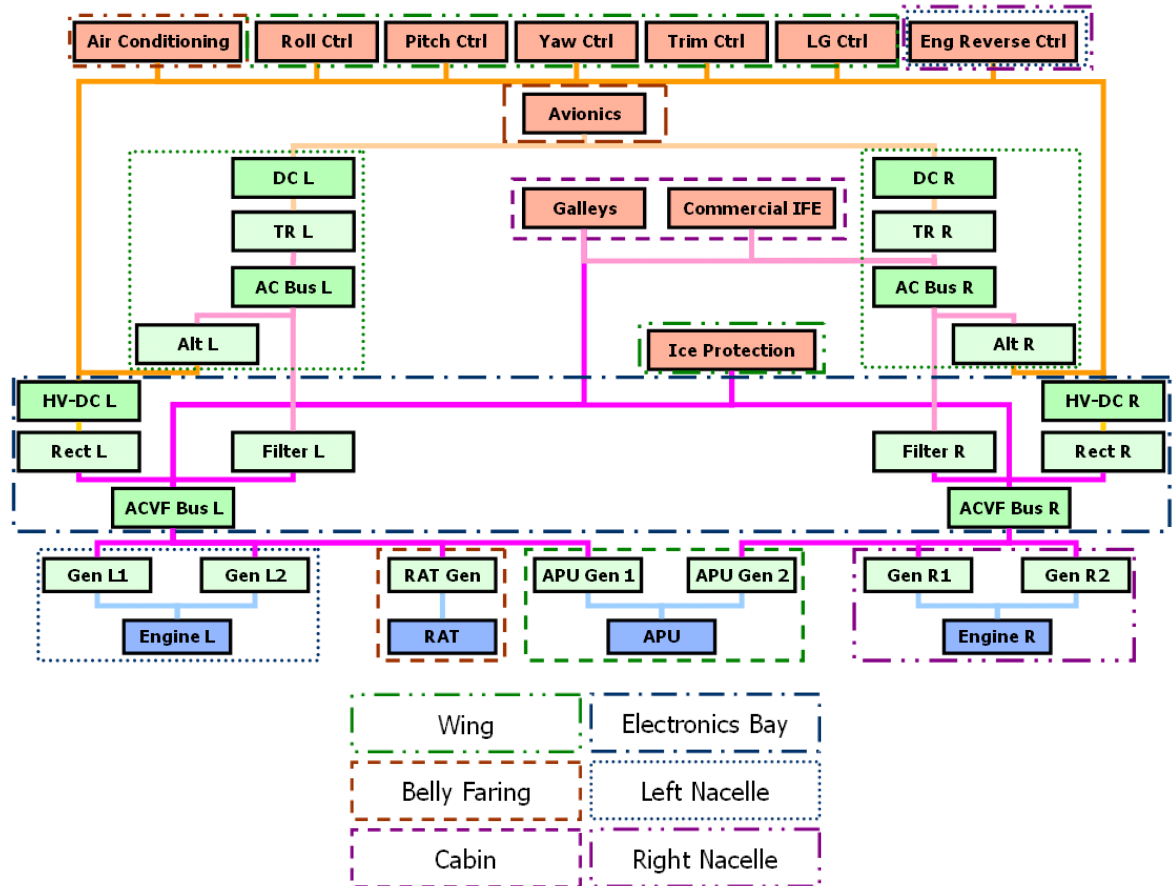 Air Conditioning
Roll Ctrl
Pitch Ctrl
Yaw Ctrl
Trim Ctrl
LG Ctrl
Eng Reverse Ctrl
Avionics
DC L
DC R
Galleys
Commercial IFE
TR L
TR R
AC Bus L
AC Bus R
Alt L
Ice Protection
Alt R
HV-DC L
HV-DC R
Rect L
Filter L
Filter R
Rect R
ACVF Bus L
ACVF Bus R
Gen L1
Gen L2
RAT Gen
APU Gen 1
APU Gen 2
Gen R1
Gen R2
Engine L
RAT
APU
Engine R
Wing
Electronics Bay
Belly Faring
Left Nacelle
Cabin
Right Nacelle